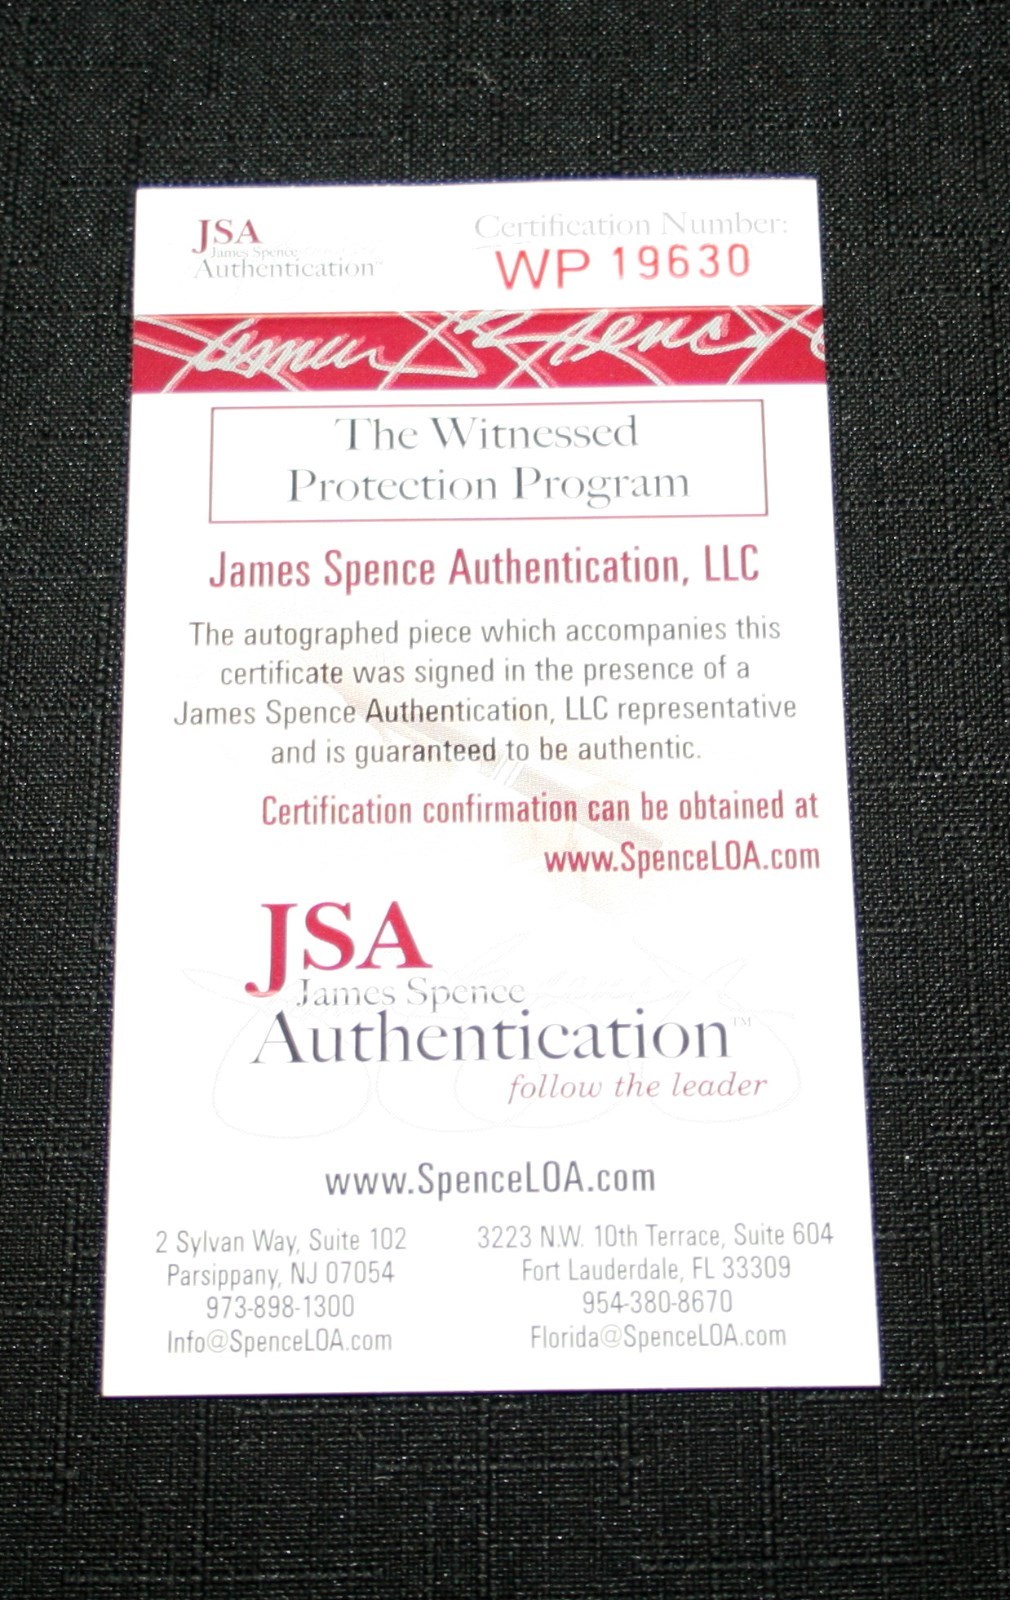 JSA
James Spence
Authentication™
Certification Number:
WP 19630
James Spence
The Witnessed
Protection Program
James Spence Authentication, LLC
The autographed piece which accompanies this
certificate was signed in the presence of a
James Spence Authentication, LLC representative
and is guaranteed to be authentic.
Certification confirmation can be obtained at
www.SpenceLOA.com
JSA
James Spence
Authentication™
follow the leader
www.SpenceLOA.com
2 Sylvan Way, Suite 102
Parsippany, NJ 07054
973-898-1300
Info@SpenceLOA.com
3223 N.W. 10th Terrace, Suite 604
Fort Lauderdale, FL 33309
954-380-8670
Florida@SpenceLOA.com